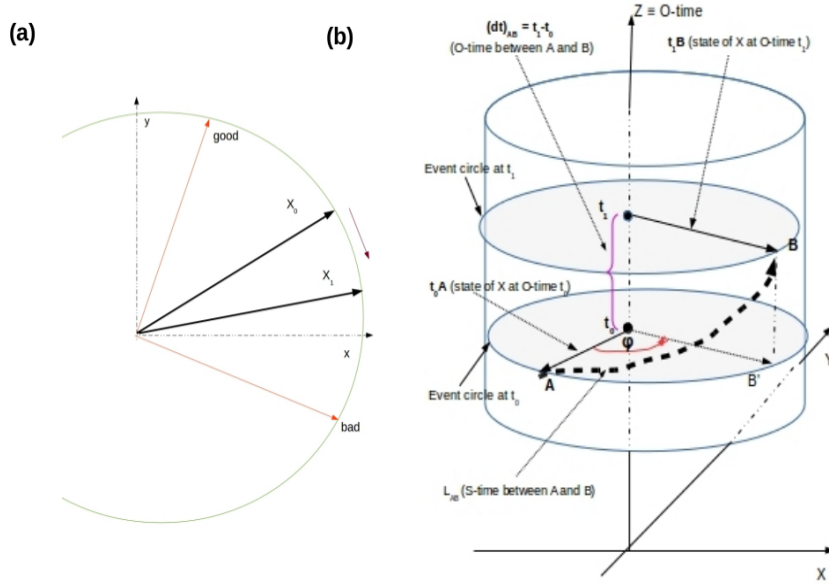 (a)
y
good
X₀
X₁
x
bad
(b)
Z ≡ O-time
(dt)AB = t₁-t₀
(O-time between A and B)
t₁B (state of X at O-time t₁)
Event circle at t₁
t₁
B
t₀A (state of X at O-time t₀)
t₀
φ
A
B'
Y
Event circle at t₀
LAB (S-time between A and B)
X